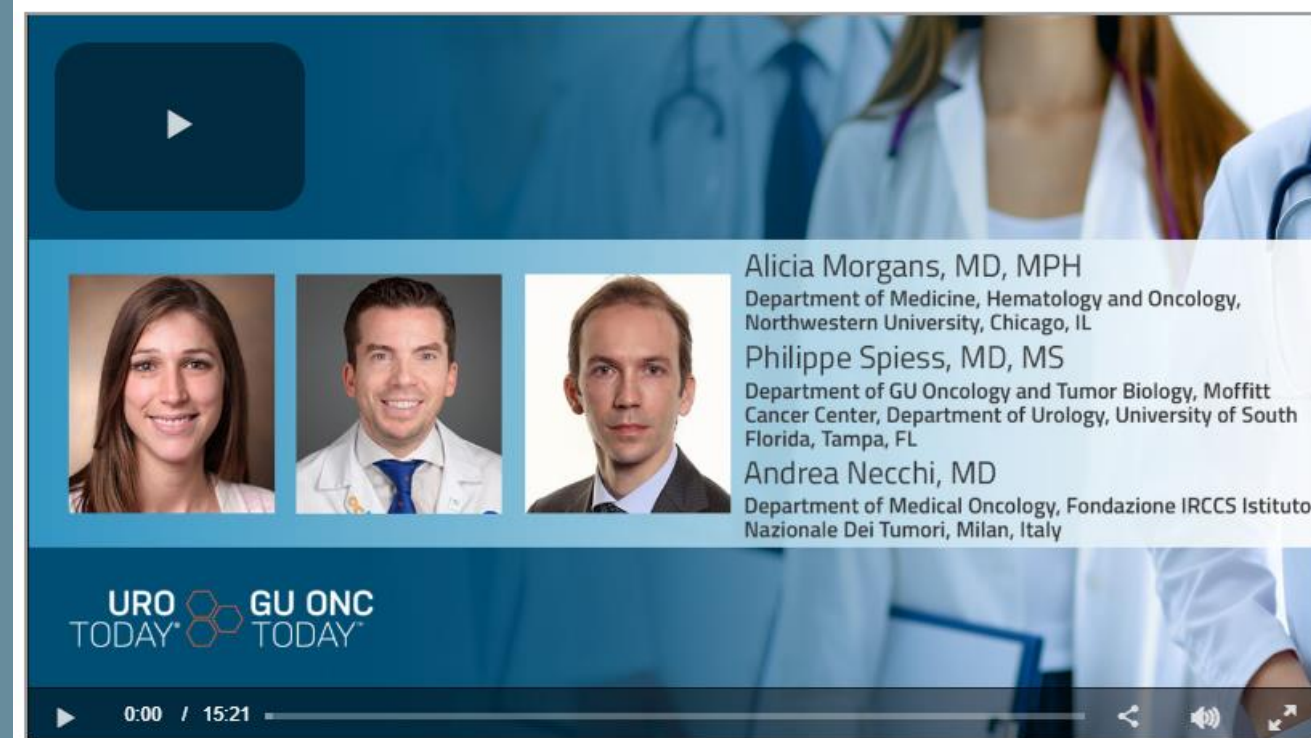 Alicia Morgans, MD, MPH
Department of Medicine, Hematology and Oncology,
Northwestern University, Chicago, IL
Philippe Spiess, MD, MS
Department of GU Oncology and Tumor Biology, Moffitt
Cancer Center, Department of Urology, University of South
Florida, Tampa, FL
Andrea Necchi, MD
Department of Medical Oncology, Fondazione IRCCS Istituto
Nazionale Dei Tumori, Milan, Italy
URO TODAY®
GU ONC TODAY™
0:00 / 15:21